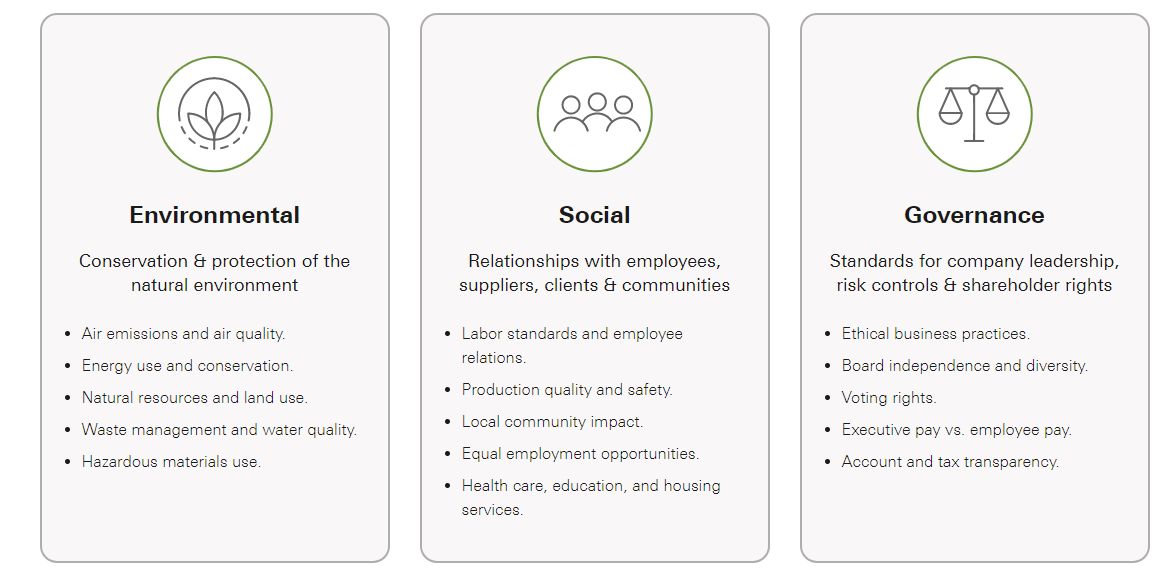 Environmental
Conservation & protection of the
natural environment
• Air emissions and air quality.
• Energy use and conservation.
• Natural resources and land use.
• Waste management and water quality.
• Hazardous materials use.
Social
Relationships with employees,
suppliers, clients & communities
• Labor standards and employee
relations.
• Production quality and safety.
• Local community impact.
• Equal employment opportunities.
• Health care, education, and housing
services.
Governance
Standards for company leadership,
risk controls & shareholder rights
• Ethical business practices.
• Board independence and diversity.
• Voting rights.
• Executive pay vs. employee pay.
• Account and tax transparency.